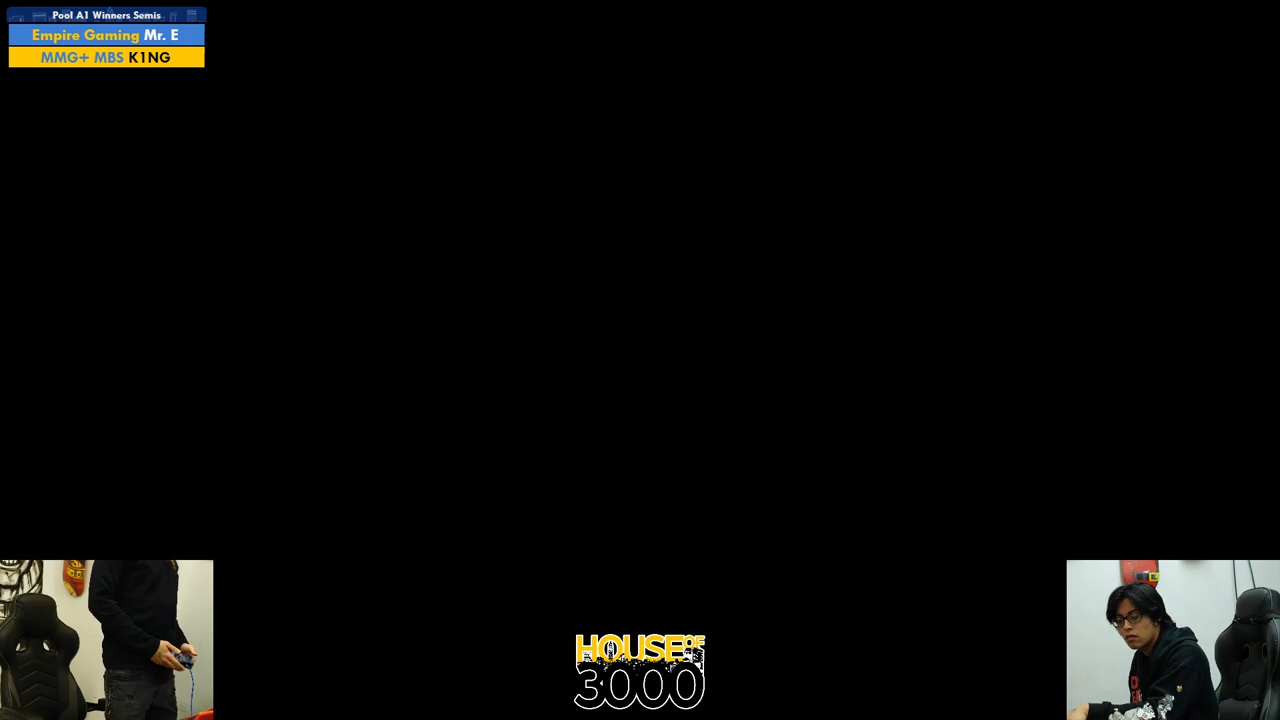 Pool A1 Winners Semis
Empire Gaming Mr. E
MMG+ MBS K1NG
HOUSE OF
3000